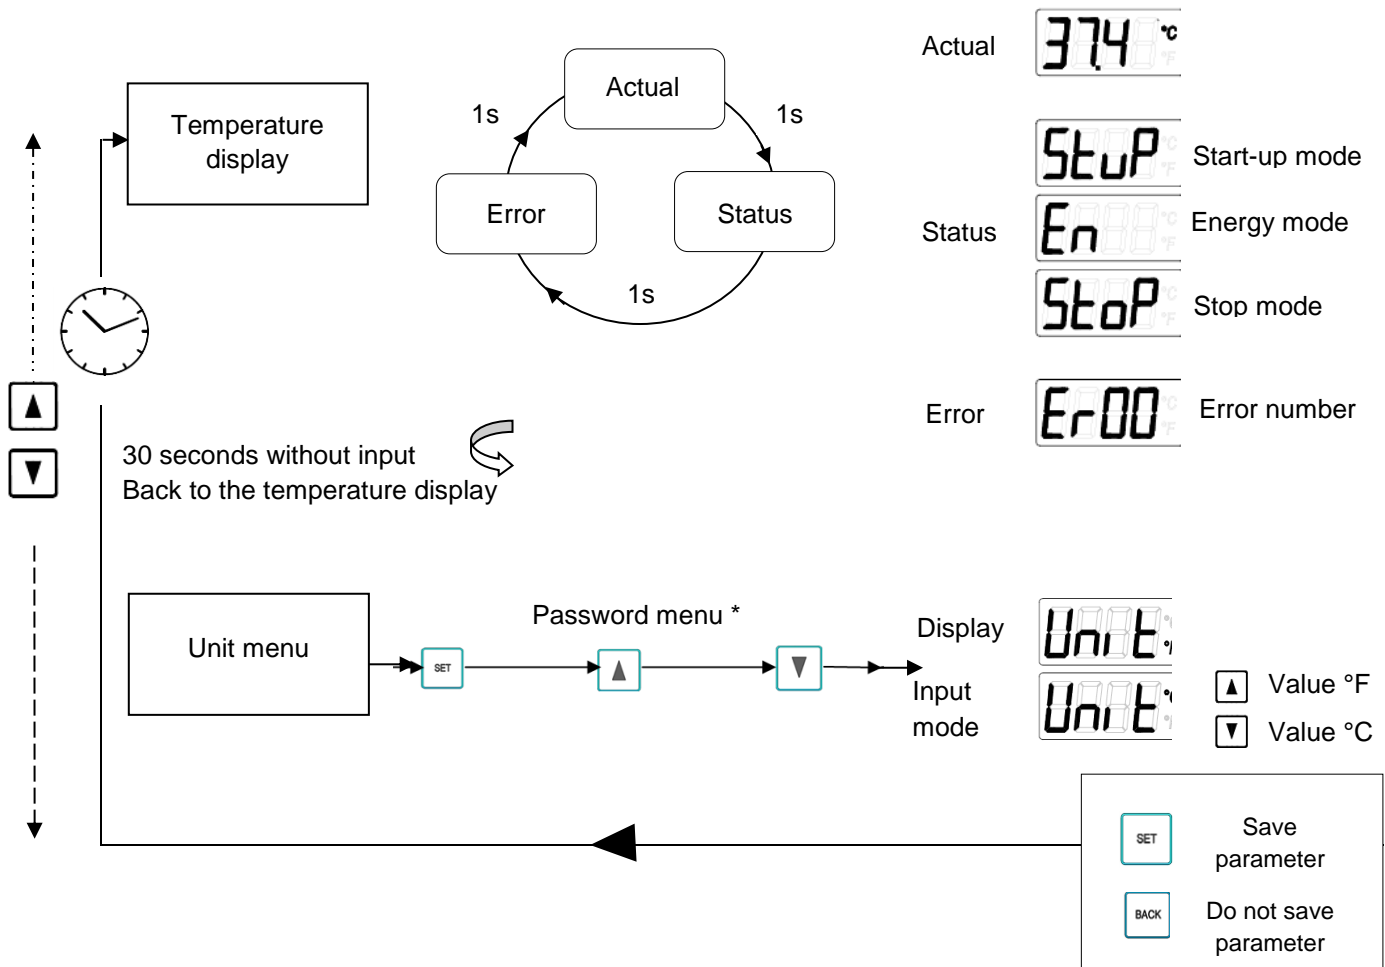 Actual
37.4 °C
°F
Temperature
display
Actual
1s
1s
Error
Status
1s
Status
StuP °C °F Start-up mode
En °C °F Energy mode
StoP °C °F Stop mode
Error
Er00 °C °F Error number
30 seconds without input
Back to the temperature display
Unit menu
Password menu *
SET
Display
Unit
Input
mode
Unit
Value °F
Value °C
SET
Save
parameter
BACK
Do not save
parameter